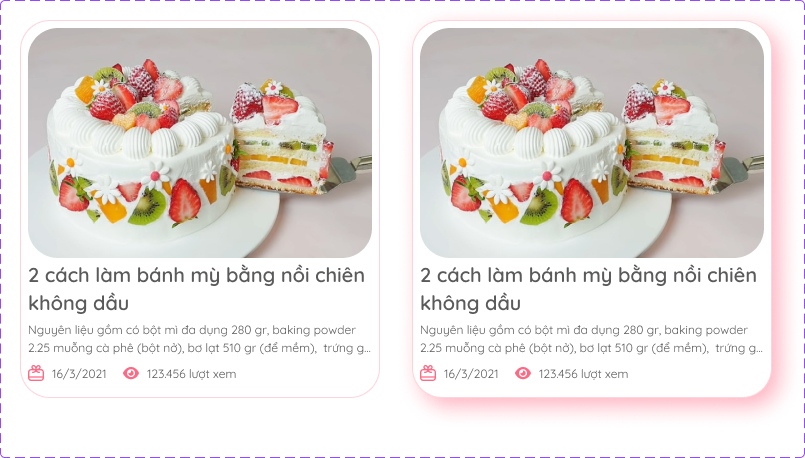 2 cách làm bánh mỳ bằng nồi chiên
không dầu
Nguyên liệu gồm có bột mì đa dụng 280 gr, baking powder
2.25 muỗng cà phê (bột nở), bơ lạt 510 gr (để mềm),  trứng g...
16/3/2021 123.456 lượt xem
2 cách làm bánh mỳ bằng nồi chiên
không dầu
Nguyên liệu gồm có bột mì đa dụng 280 gr, baking powder
2.25 muỗng cà phê (bột nở), bơ lạt 510 gr (để mềm),  trứng g...
16/3/2021 123.456 lượt xem